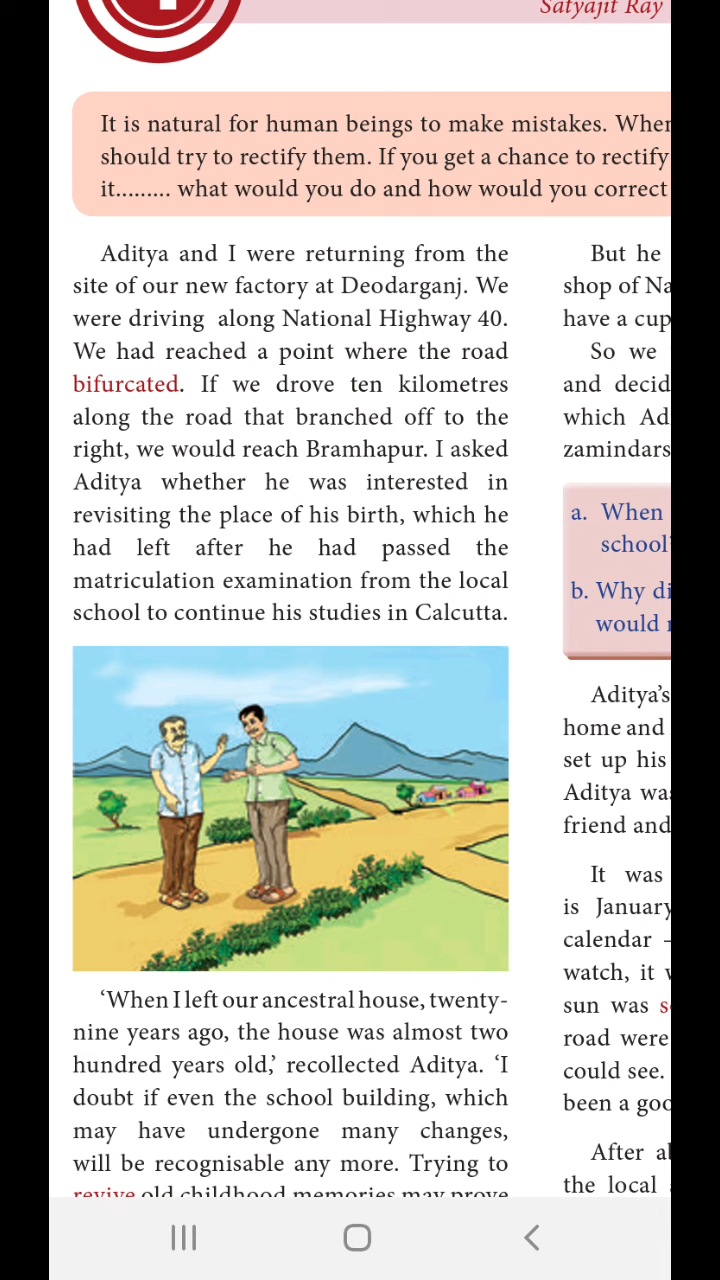 Satyajit Ray
It is natural for human beings to make mistakes.
should try to rectify them. If you get a chance to rectify
it......... what would you do and how would you correct
Aditya and I were returning from the
site of our new factory at Deodarganj. We
were driving along National Highway 40.
We had reached a point where the road
bifurcated. If we drove ten kilometres
along the road that branched off to the
right, we would reach Bramhapur. I asked
Aditya whether he was interested in
revisiting the place of his birth, which he
had left after he had passed the
matriculation examination from the local
school to continue his studies in Calcutta.
‘When I left our ancestral house, twenty-
nine years ago, the house was almost two
hundred years old,’ recollected Aditya. ‘I
doubt if even the school building, which
may have undergone many changes,
will be recognisable any more. Trying to
revive old childhood memories may prove
But he
shop of
have a cup
So we
and
which
zamindars
a. When
school
b. Why
would
Aditya’s
home and
set up his
Aditya
friend and
It was
is January
calendar –
watch, it
sun was
road were
could see.
been a
After
the local